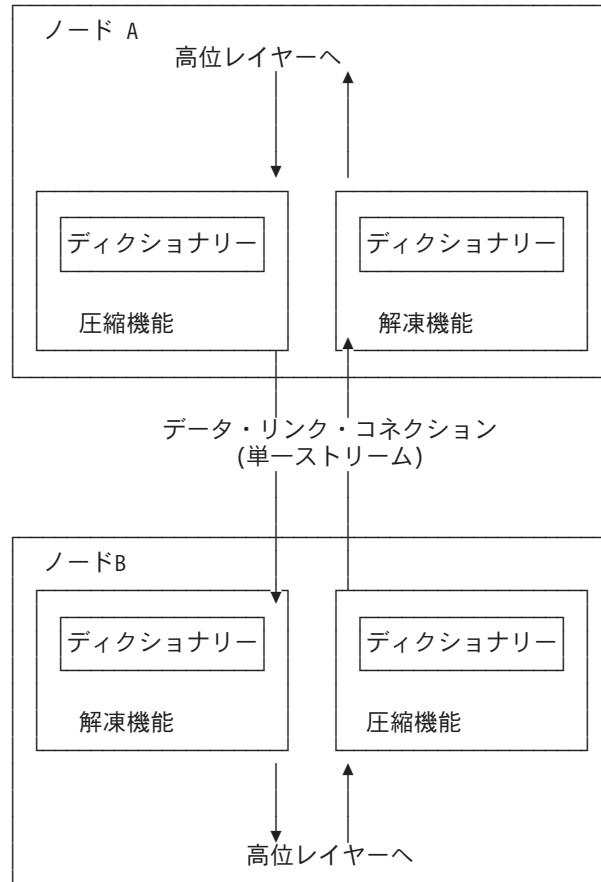 ノード A
高位レイヤーへ
ディクショナリー
ディクショナリー
圧縮機能
解凍機能
データ・リンク・コネクション
(単一ストリーム)
ノードB
ディクショナリー
ディクショナリー
解凍機能
圧縮機能
高位レイヤーへ